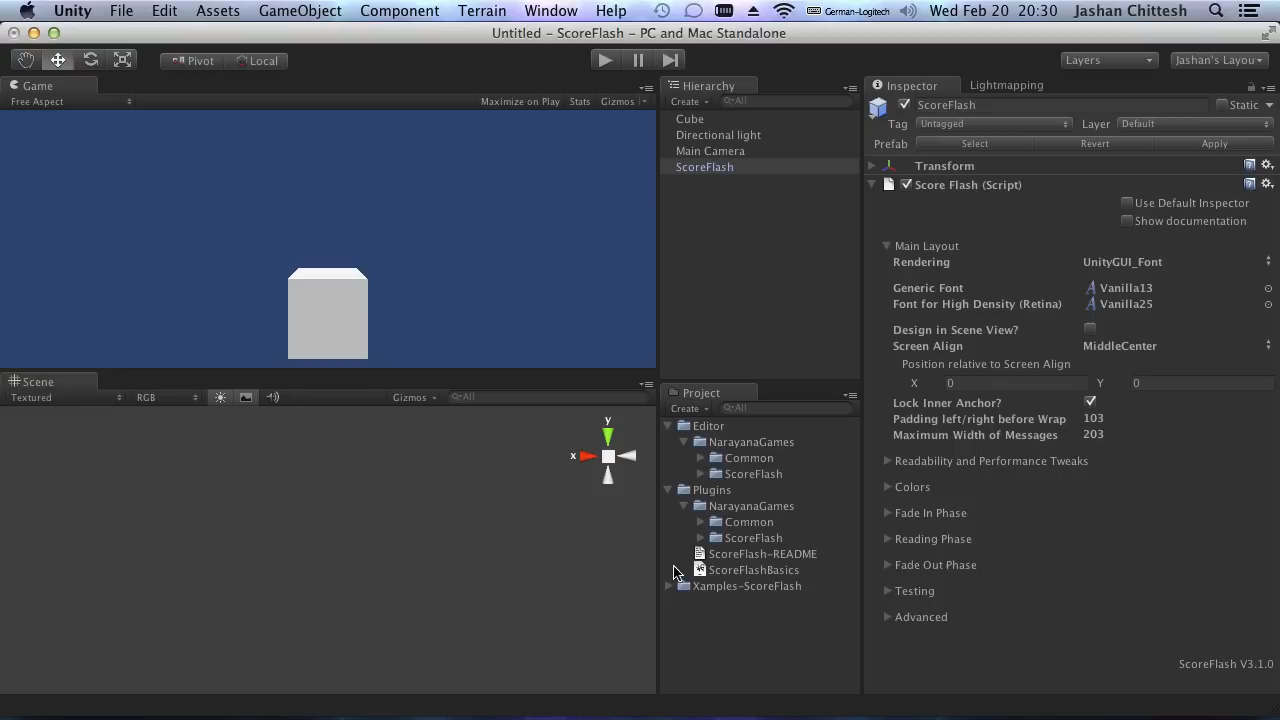 Unity File Edit Assets GameObject Component Terrain Window Help German-Logitech Wed Feb 20 20:30 Jashan Chittesh
Untitled - ScoreFlash - PC and Mac Standalone
Pivot Local Layers Jashan's Layou
Game
Free Aspect Maximize on Play Stats Gizmos
Scene
Textured RGB Gizmos All
y
x
Hierarchy
Create All
Cube
Directional light
Main Camera
ScoreFlash
Project
Create All
Editor
NarayanaGames
Common
ScoreFlash
Plugins
NarayanaGames
Common
ScoreFlash
ScoreFlash-README
ScoreFlashBasics
Xamples-ScoreFlash
Inspector Lightmapping
ScoreFlash Static
Tag Untagged Layer Default
Prefab Select Revert Apply
Transform
Score Flash (Script)
Use Default Inspector
Show documentation
Main Layout
Rendering UnityGUI_Font
Generic Font Vanilla13
Font for High Density (Retina) Vanilla25
Design in Scene View?
Screen Align MiddleCenter
Position relative to Screen Align
X 0 Y 0
Lock Inner Anchor?
Padding left/right before Wrap 103
Maximum Width of Messages 203
Readability and Performance Tweaks
Colors
Fade In Phase
Reading Phase
Fade Out Phase
Testing
Advanced
ScoreFlash V3.1.0